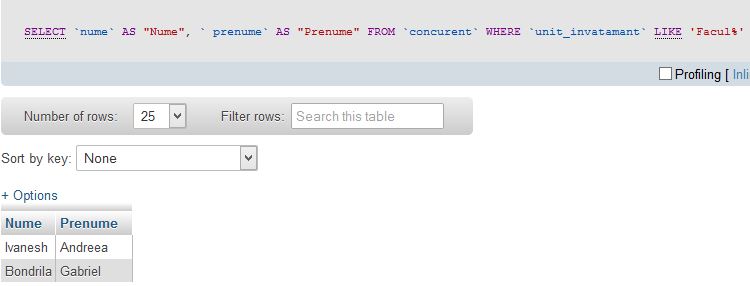 SELECT `nume` AS "Nume", ` prenume` AS "Prenume" FROM `concurent` WHERE `unit_invatamant` LIKE 'Facul%'
Profiling [ Inli
Number of rows: 25 Filter rows: Search this table
Sort by key: None
+ Options
Nume Prenume
Ivanesh Andreea
Bondrila Gabriel